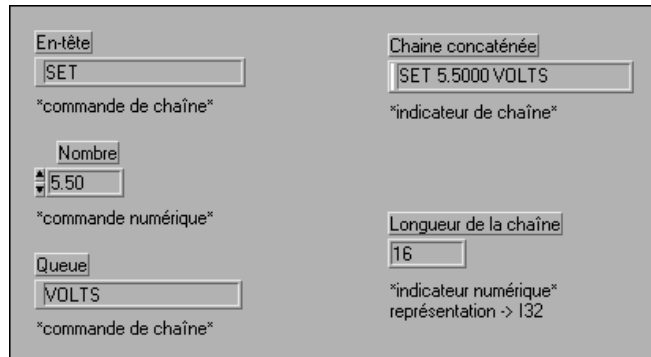 En-tête
SET
*commande de chaîne*
Nombre
5.50
*commande numérique*
Queue
VOLTS
*commande de chaîne*
Chaine concaténée
SET 5.5000 VOLTS
*indicateur de chaîne*
Longueur de la chaîne
16
*indicateur numérique*
représentation -> I32